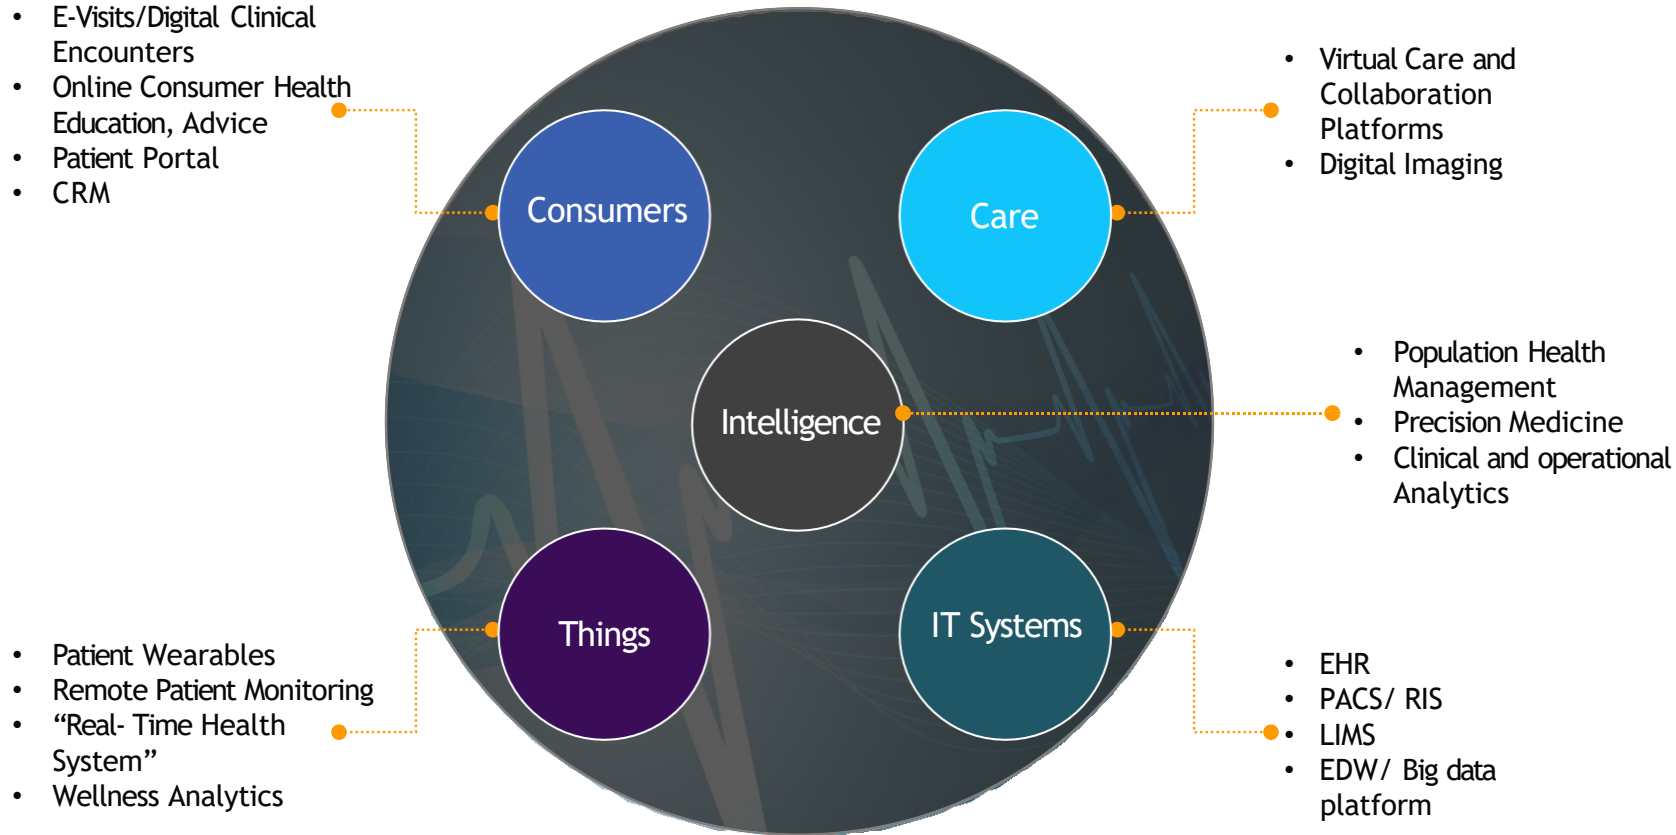 • E-Visits/Digital Clinical
Encounters
• Online Consumer Health
Education, Advice
• Patient Portal
• CRM
Consumers
Care
• Virtual Care and
Collaboration
Platforms
• Digital Imaging
Intelligence
• Population Health
Management
• Precision Medicine
• Clinical and operational
Analytics
Things
• Patient Wearables
• Remote Patient Monitoring
• “Real- Time Health
System”
• Wellness Analytics
IT Systems
• EHR
• PACS/ RIS
• LIMS
• EDW/ Big data
platform